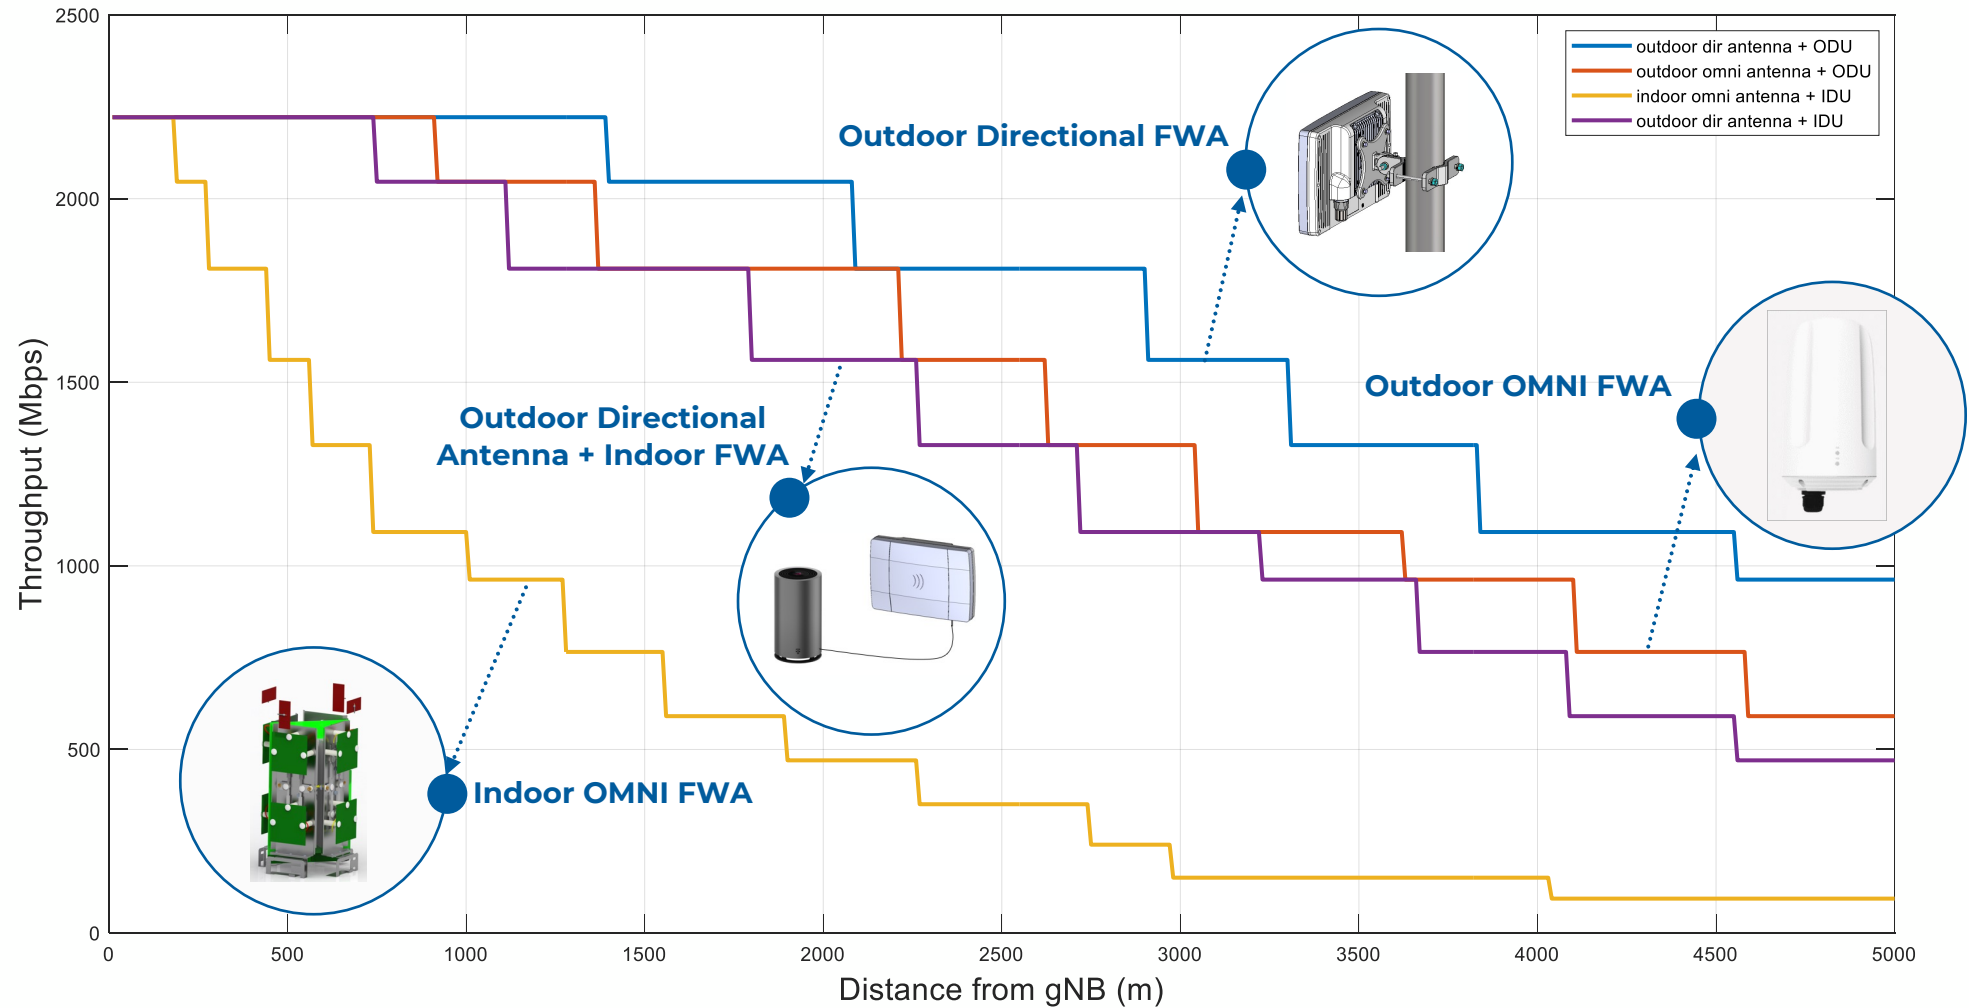 2500
2000
1500
1000
500
0
Throughput (Mbps)
0 500 1000 1500 2000 2500 3000 3500 4000 4500 5000
Distance from gNB (m)
outdoor dir antenna + ODU
outdoor omni antenna + ODU
indoor omni antenna + IDU
outdoor dir antenna + IDU
Outdoor Directional FWA
Outdoor OMNI FWA
Outdoor Directional
Antenna + Indoor FWA
Indoor OMNI FWA